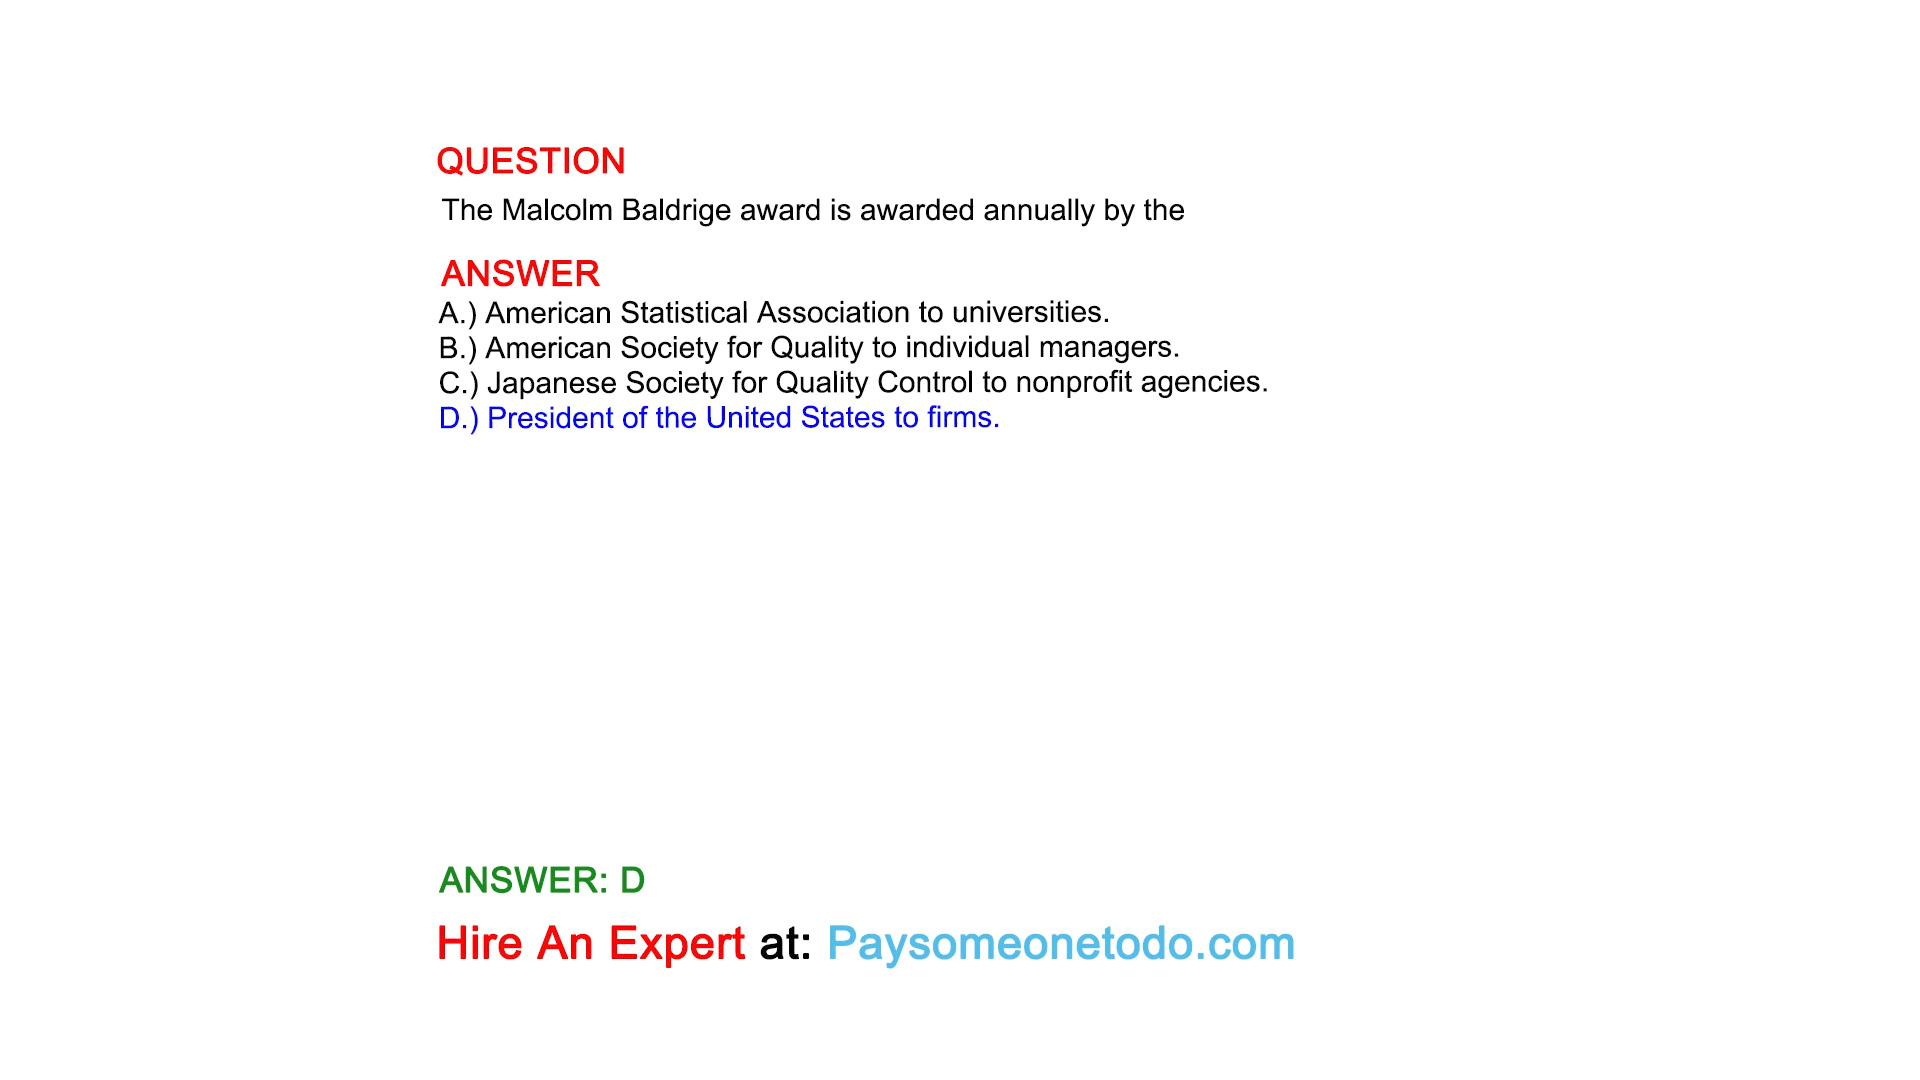 QUESTION
The Malcolm Baldrige award is awarded annually by the
ANSWER
A.) American Statistical Association to universities.
B.) American Society for Quality to individual managers.
C.) Japanese Society for Quality Control to nonprofit agencies.
D.) President of the United States to firms.
ANSWER: D
Hire An Expert at: Paysomeonetodo.com